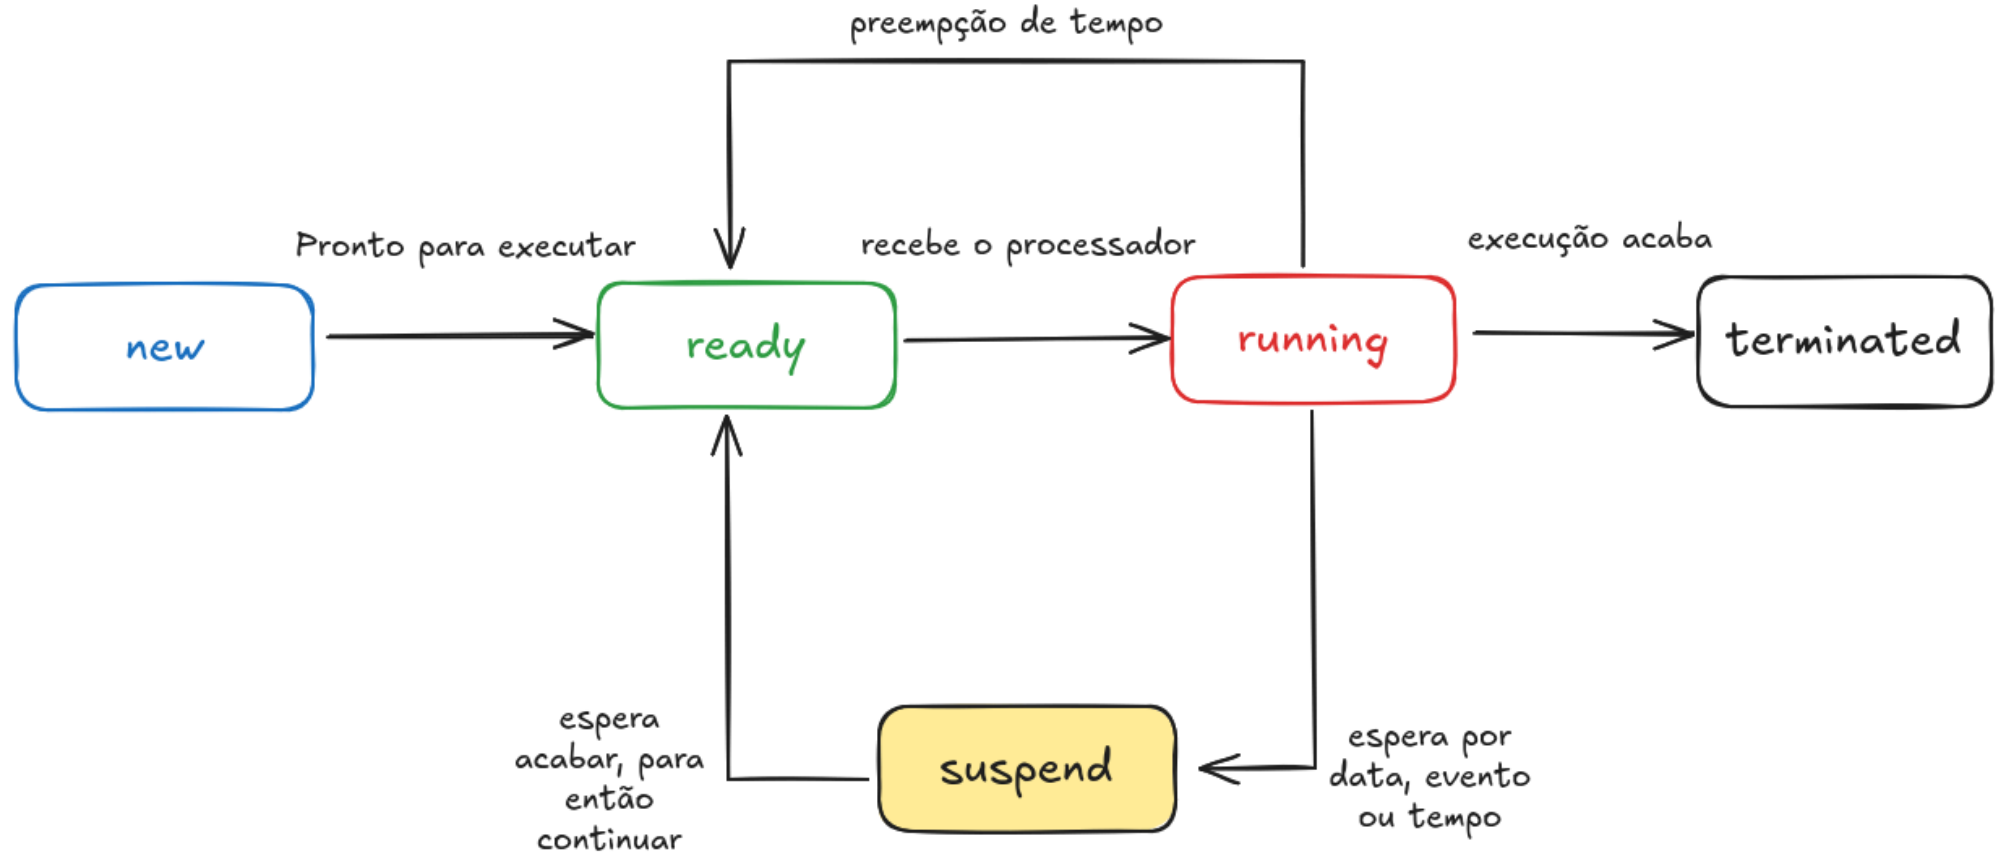 preempção de tempo
Pronto para executar
recebe o processador
execução acaba
new
ready
running
terminated
espera
acabar, para
então
continuar
suspend
espera por
data, evento
ou tempo